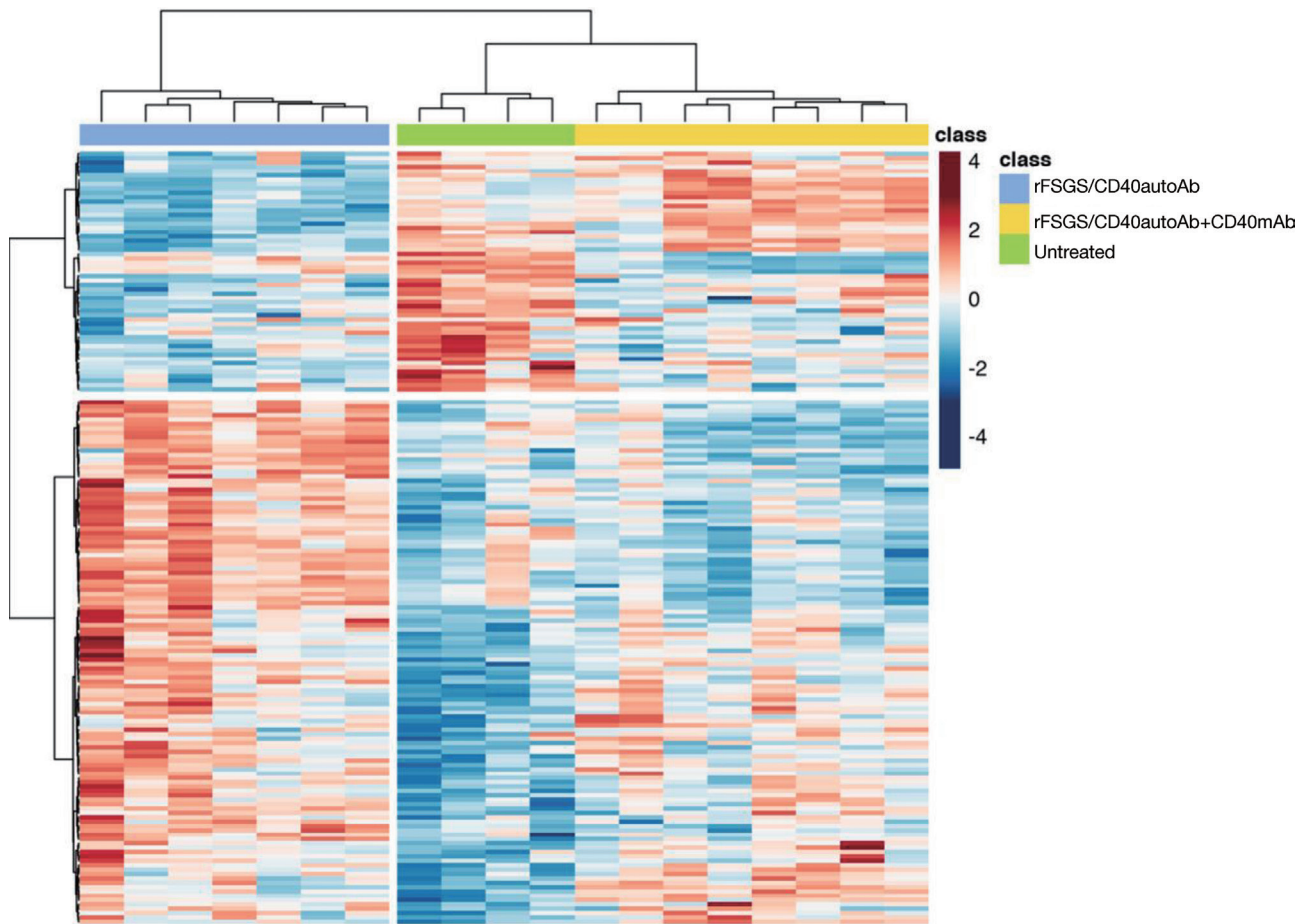 class
4
2
0
-2
-4
class
rFSGS/CD40autoAb
rFSGS/CD40autoAb+CD40mAb
Untreated